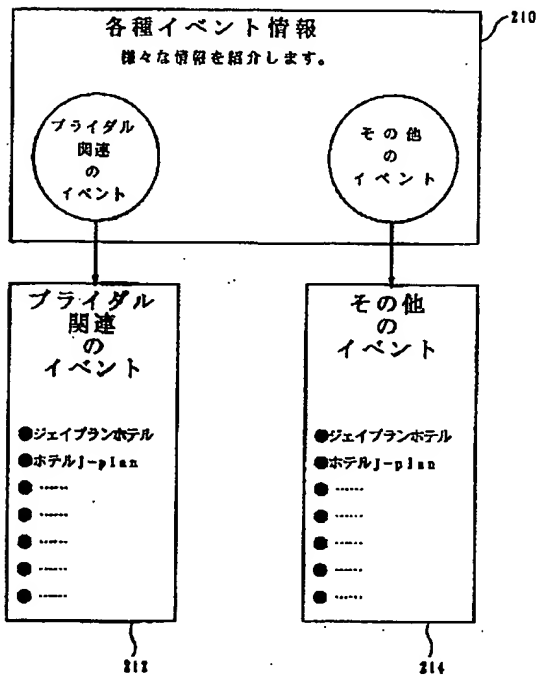 各種イベント情報
210
様々な情報を紹介します。
ブライダル
関連
の
イベント
その他
の
イベント
ブライダル
関連
の
イベント
●ジェイプランホテル
●ホテルj-plan
● ......
● ......
● ......
● ......
● ......
その他
の
イベント
●ジェイプランホテル
●ホテルj-plan
● ......
● ......
● ......
● ......
● ......
212
214